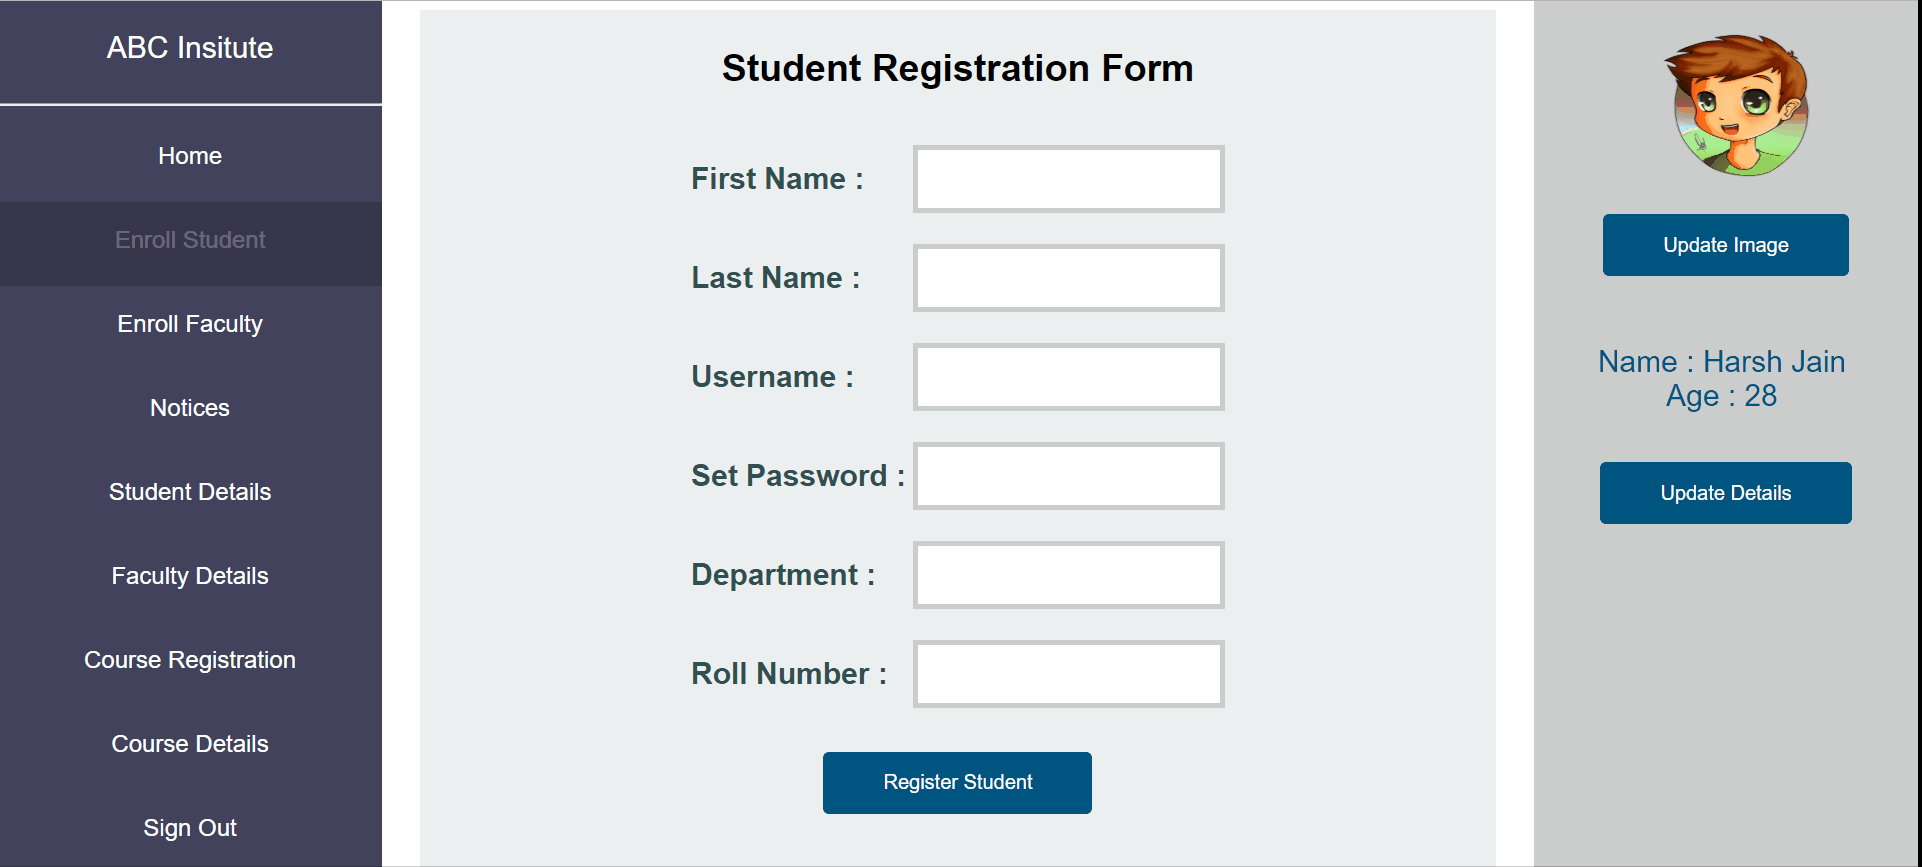 ABC Insitute
Home
Enroll Student
Enroll Faculty
Notices
Student Details
Faculty Details
Course Registration
Course Details
Sign Out
Student Registration Form
First Name :
Last Name :
Username :
Set Password :
Department :
Roll Number :
Register Student
Update Image
Name : Harsh Jain
Age : 28
Update Details